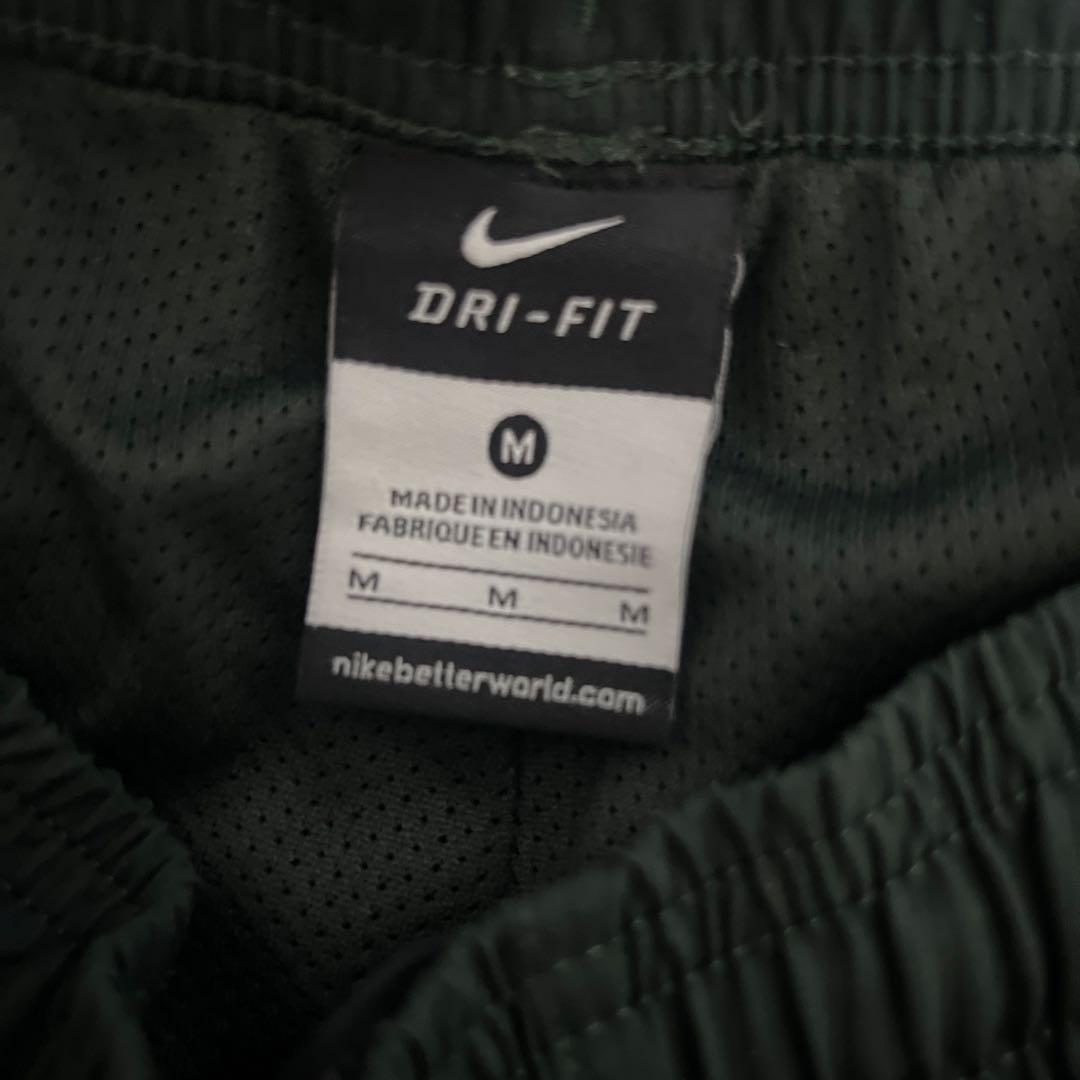 DRI-FIT
M
MADE IN INDONESIA
FABRIQUE EN INDONESIE
M M M
nikebetterworld.com